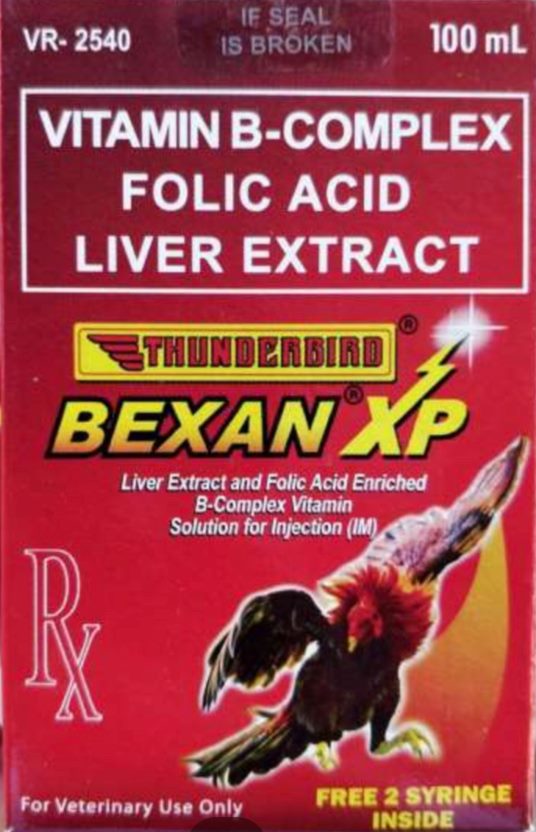 IF SEAL
IS BROKEN
VR- 2540
100 mL
VITAMIN B-COMPLEX
FOLIC ACID
LIVER EXTRACT
THUNDERBIRD®
BEXAN® XP
Liver Extract and Folic Acid Enriched
B-Complex Vitamin
Solution for Injection (IM)
Rx
For Veterinary Use Only
FREE 2 SYRINGE
INSIDE